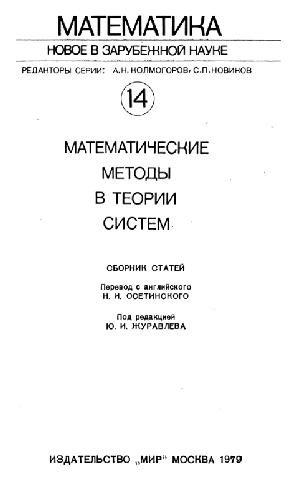 МАТЕМАТИКА
НОВОЕ В ЗАРУБЕЖНОЙ НАУКЕ
РЕДАКТОРЫ СЕРИИ: А.Н. КОЛМОГОРОВ, С.П. НОВИКОВ
14
МАТЕМАТИЧЕСКИЕ
МЕТОДЫ
В ТЕОРИИ
СИСТЕМ
СБОРНИК СТАТЕЙ
Перевод с английского
Н. И. ОСЕТИНСКОГО
Под редакцией
Ю. И. ЖУРАВЛЕВА
ИЗДАТЕЛЬСТВО „МИР" МОСКВА 1979